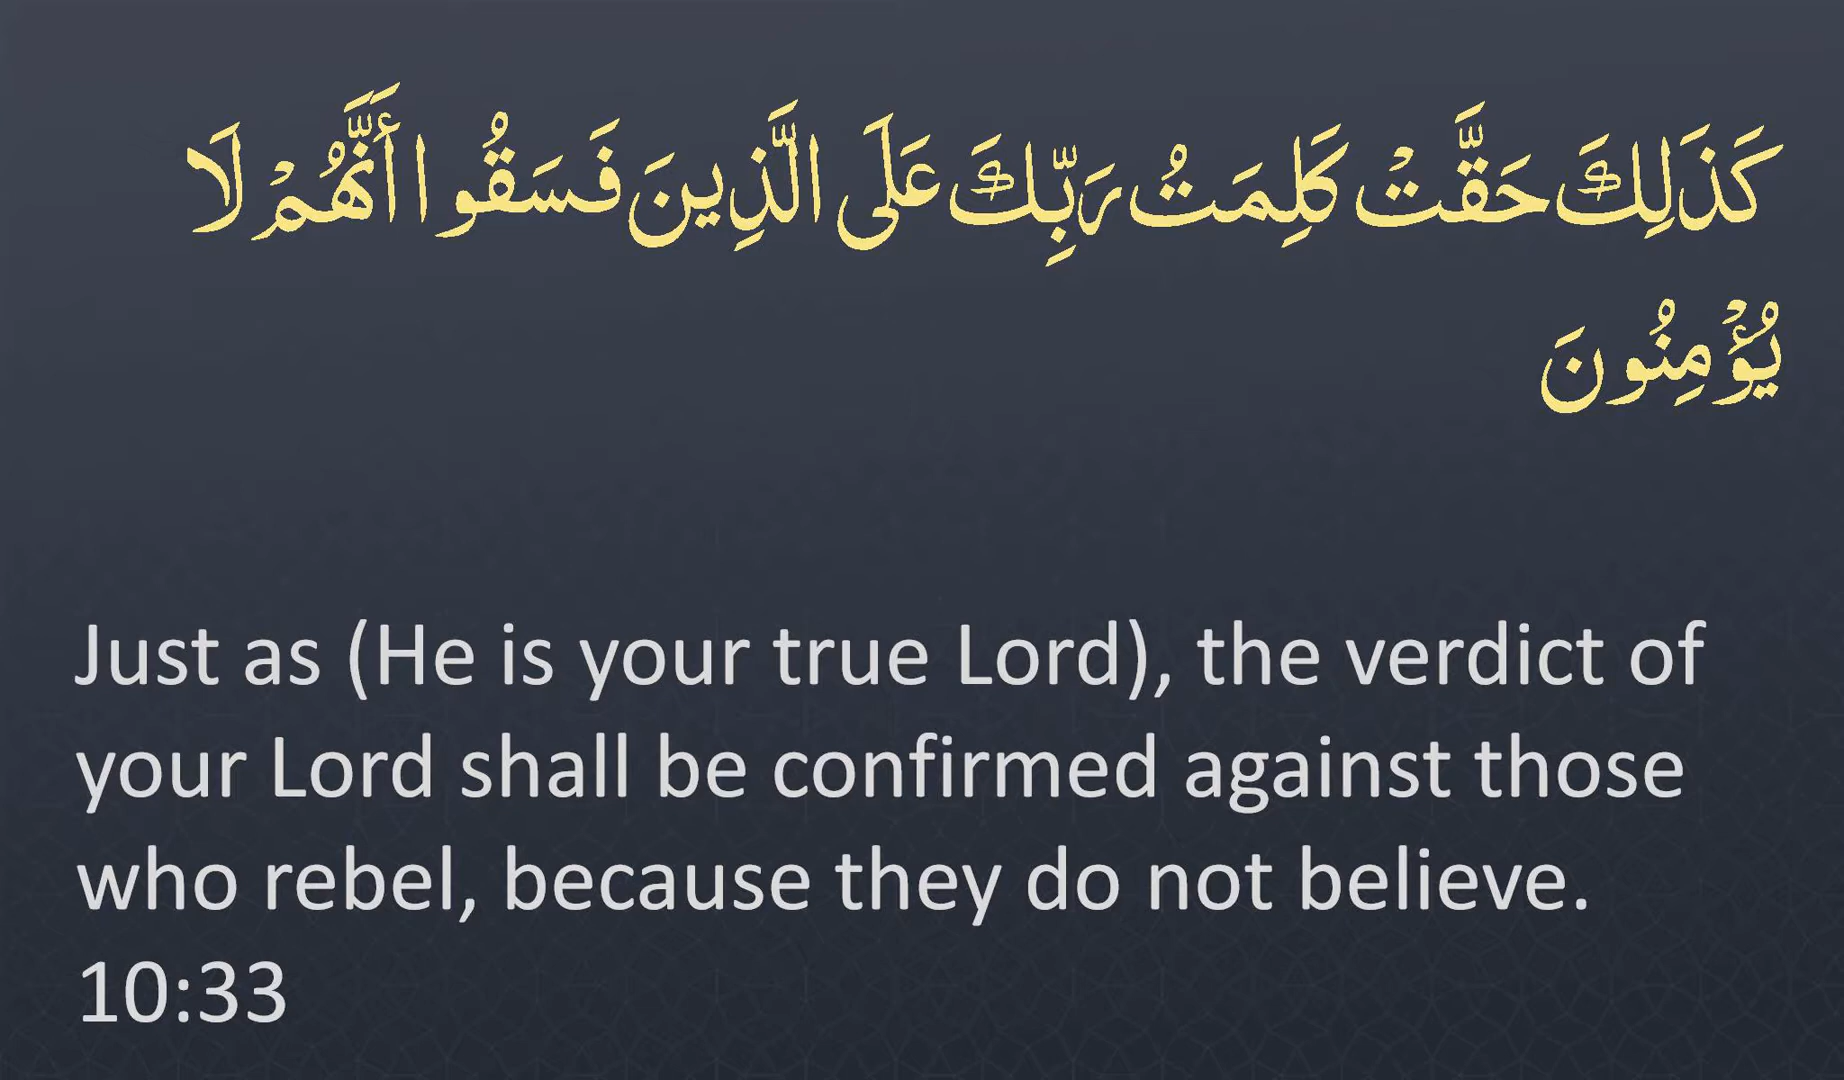 كَذَلِكَ حَقَّتْ كَلِمَتُ رَبِّكَ عَلَى الَّذِينَ فَسَقُوا أَنَّهُمْ لَا
يُؤْمِنُونَ
Just as (He is your true Lord), the verdict of
your Lord shall be confirmed against those
who rebel, because they do not believe.
10:33